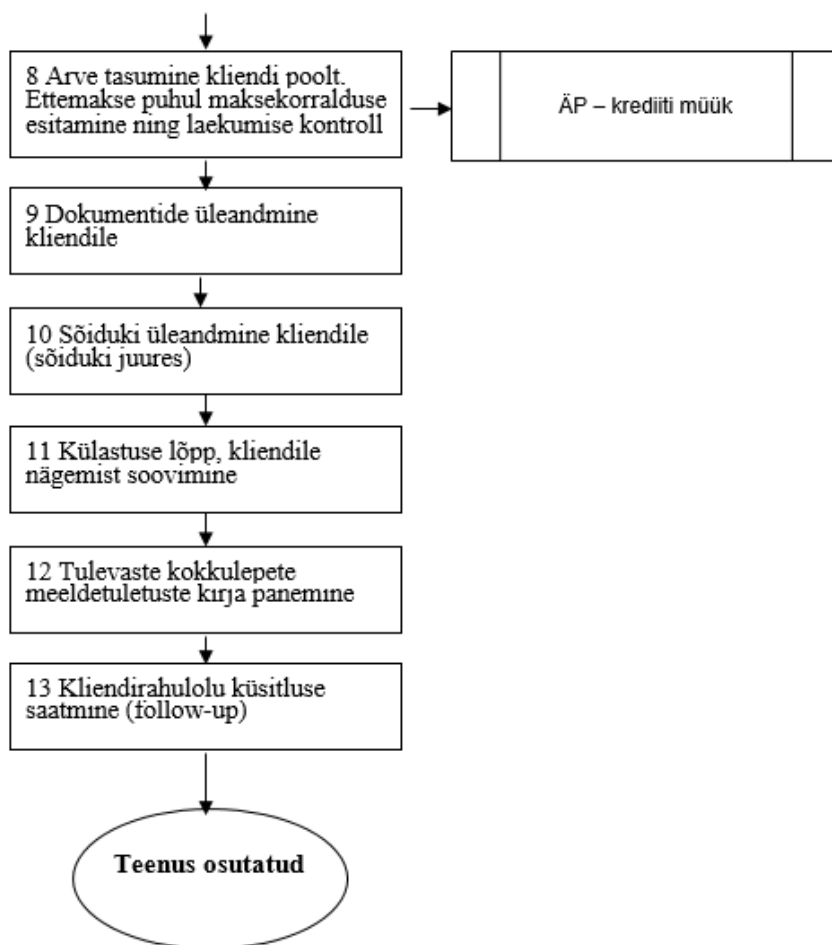 8 Arve tasumine kliendi poolt.
Ettemakse puhul maksekorralduse
esitamine ning laekumise kontroll
ÄP – krediiti müük
9 Dokumentide üleandmine
kliendile
10 Sõiduki üleandmine kliendile
(sõiduki juures)
11 Külastuse lõpp, kliendile
nägemist soovimine
12 Tulevaste kokkulepete
meeldetuletuste kirja panemine
13 Kliendirahulolu küsitluse
saatmine (follow-up)
Teenus osutatud